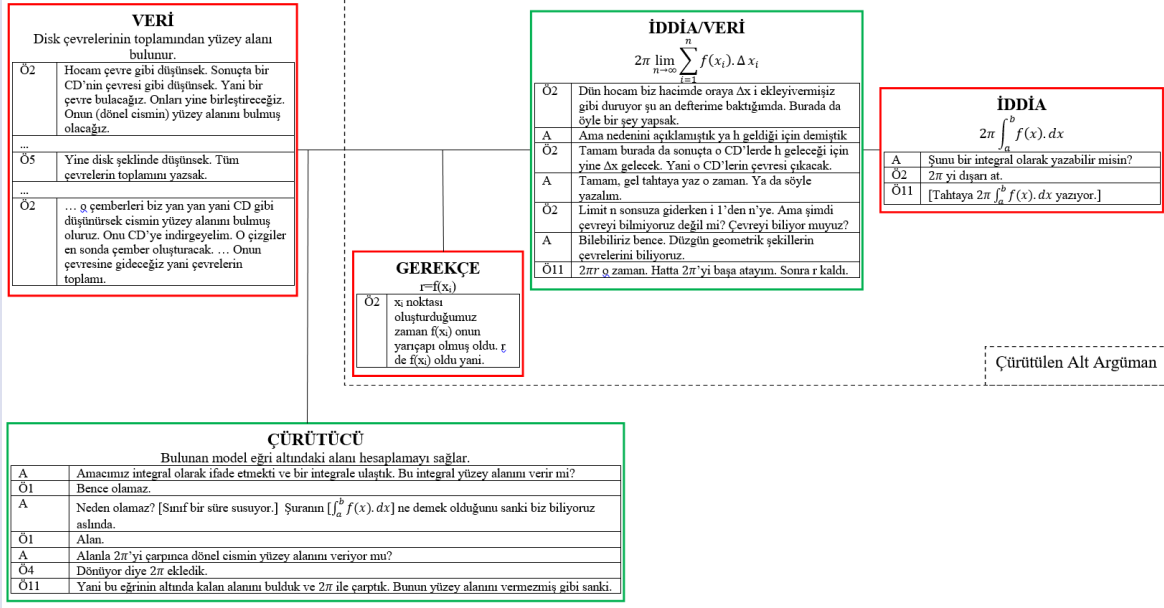 VERİ
Disk çevrelerinin toplamından yüzey alanı
bulunur.
Ö2 Hocam çevre gibi düşünsek. Sonuçta bir
CD'nin çevresi gibi düşünsek. Yani bir
çevre bulacağız. Onları yine birleştireceğiz.
Onun (dönel cismin) yüzey alanını bulmuş
olacağız.
...
Ö5 Yine disk şeklinde düşünsek. Tüm
çevrelerin toplamını yazsak.
...
Ö2 … o çemberleri biz yan yan yani CD gibi
düşünürsek cismin yüzey alanını bulmuş
oluruz. Onu CD'ye indirgeyelim. O çizgiler
en sonda çember oluşturacak. … Onun
çevresine gideceğiz yani çevrelerin
toplamı.
GEREKÇE
r=f(xᵢ)
Ö2 xᵢ noktası
oluşturduğumuz
zaman f(xᵢ) onun
yarıçapı olmuş oldu. r
de f(xᵢ) oldu yani.
İDDİA/VERİ
2π lim n→∞ ∑ i=1 n f(xᵢ).Δ xᵢ
Ö2 Dün hocam biz hacimde oraya Δx i ekleyivermişiz
gibi duruyor şu an defterime baktığımda. Burada da
öyle bir şey yapsak.
A Ama nedenini açıklamıştık ya h geldiği için demiştik
Ö2 Tamam burada da sonuçta o CD'lerde h geleceği için
yine Δx gelecek. Yani o CD'lerin çevresi çıkacak.
A Tamam, gel tahtaya yaz o zaman. Ya da söyle
yazalım.
Ö2 Limit n sonsuza giderken i 1'den n'ye. Ama şimdi
çevreyi bilmiyoruz değil mi? Çevreyi biliyor muyuz?
A Bilebiliriz bence. Düzgün geometrik şekillerin
çevrelerini biliyoruz.
Ö11 2πr o zaman. Hatta 2π'yi başa atayım. Sonra r kaldı.
İDDİA
2π ∫ₐᵇ f(x). dx
A Şunu bir integral olarak yazabilir misin?
Ö2 2π yi dışarı at.
Ö11 [Tahtaya 2π ∫ₐᵇ f(x). dx yazıyor.]
Çürütülen Alt Argüman
ÇÜRÜTÜCÜ
Bulunan model eğri altındaki alanı hesaplamayı sağlar.
A Amacımız integral olarak ifade etmekti ve bir integrale ulaştık. Bu integral yüzey alanını verir mi?
Ö1 Bence olamaz.
A Neden olamaz? [Sınıf bir süre susuyor.] Şuranın [∫ₐᵇ f(x). dx] ne demek olduğunu sanki biz biliyoruz
aslında.
Ö1 Alan.
A Alanla 2π'yi çarpınca dönel cismin yüzey alanını veriyor mu?
Ö4 Dönüyor diye 2π ekledik.
Ö11 Yani bu eğrinin altında kalan alanını bulduk ve 2π ile çarptık. Bunun yüzey alanını vermezmiş gibi sanki.